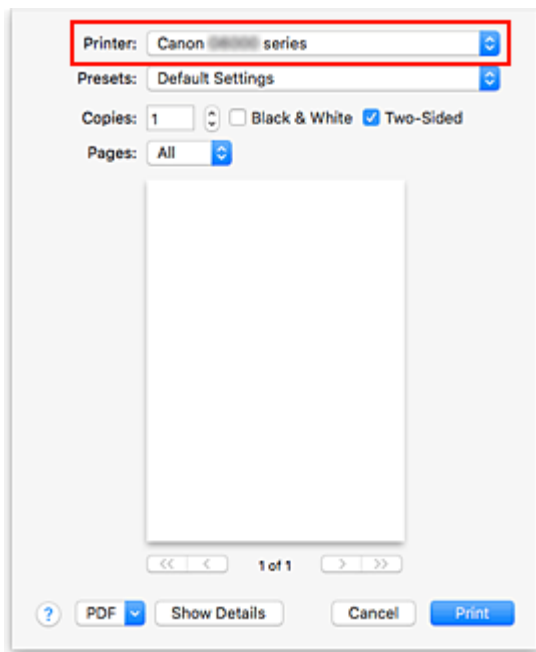 Printer: Canon series
Presets: Default Settings
Copies: 1 Black & White Two-Sided
Pages: All
<< < 1 of 1 > >>
? PDF Show Details Cancel Print